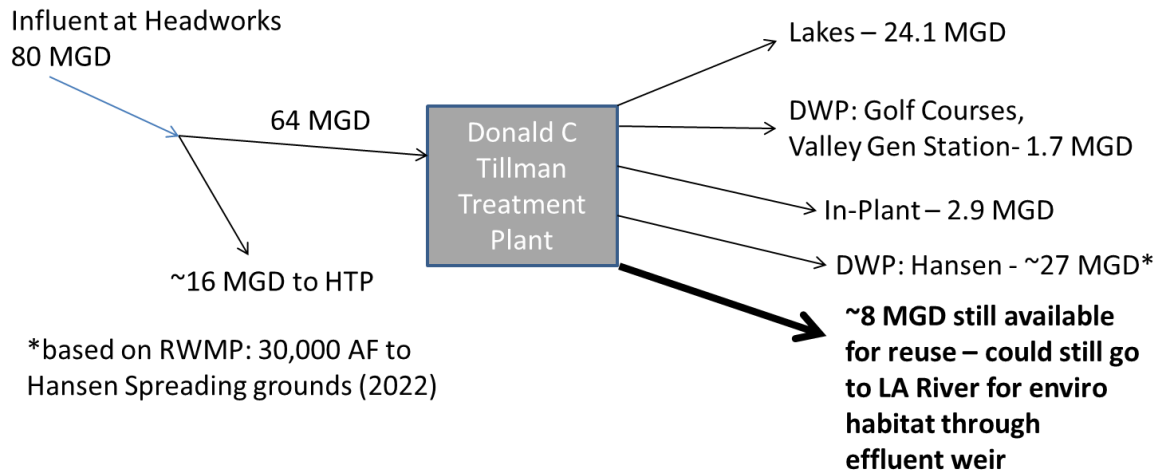 Influent at Headworks
80 MGD
64 MGD
~16 MGD to HTP
*based on RWMP: 30,000 AF to
Hansen Spreading grounds (2022)
Donald C
Tillman
Treatment
Plant
Lakes – 24.1 MGD
DWP: Golf Courses,
Valley Gen Station- 1.7 MGD
In-Plant – 2.9 MGD
DWP: Hansen - ~27 MGD*
~8 MGD still available
for reuse – could still go
to LA River for enviro
habitat through
effluent weir